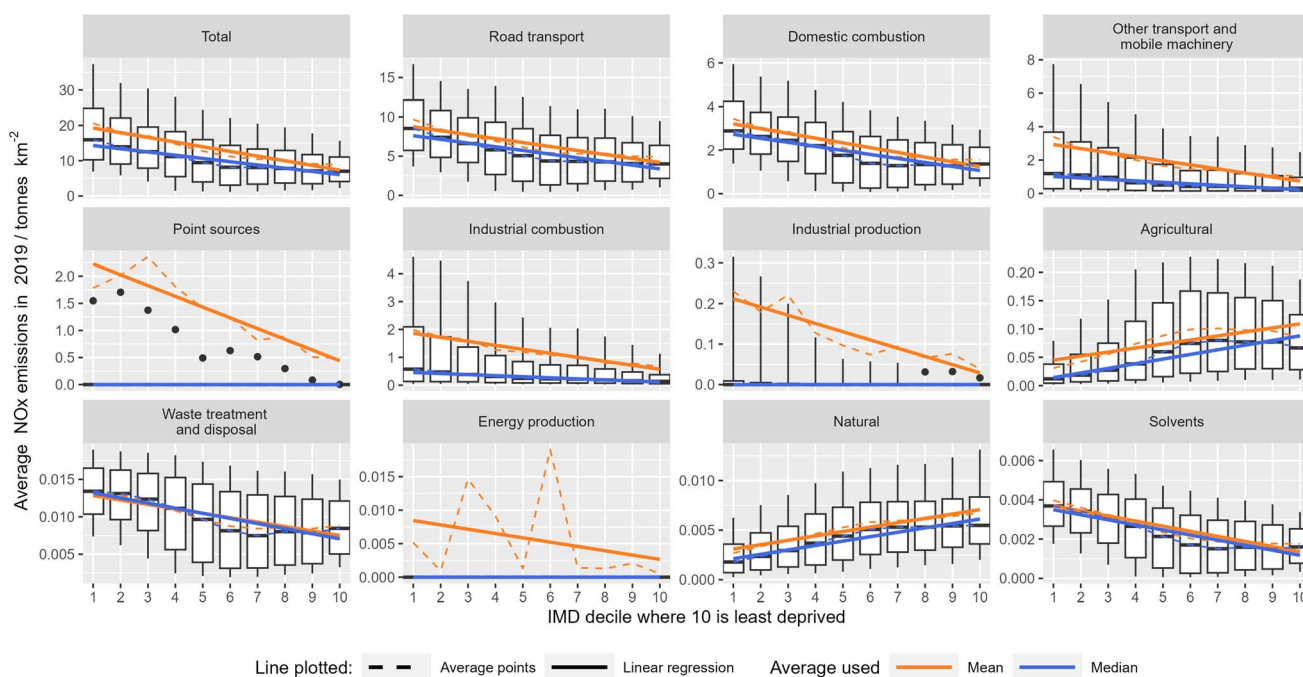 Average NOx emissions in 2019 / tonnes km⁻²
Total
Road transport
Domestic combustion
Other transport and
mobile machinery
30
20
10
0
15
10
5
0
6
4
2
0
8
6
4
2
0
Point sources
Industrial combustion
Industrial production
Agricultural
2.0
1.5
1.0
0.5
0.0
4
3
2
1
0
0.3
0.2
0.1
0.0
0.20
0.15
0.10
0.05
0.00
Waste treatment
and disposal
Energy production
Natural
Solvents
0.015
0.010
0.005
0.015
0.010
0.005
0.000
0.010
0.005
0.000
0.006
0.004
0.002
0.000
1 2 3 4 5 6 7 8 9 10
1 2 3 4 5 6 7 8 9 10
1 2 3 4 5 6 7 8 9 10
1 2 3 4 5 6 7 8 9 10
IMD decile where 10 is least deprived
Line plotted: Average points Linear regression Average used Mean Median